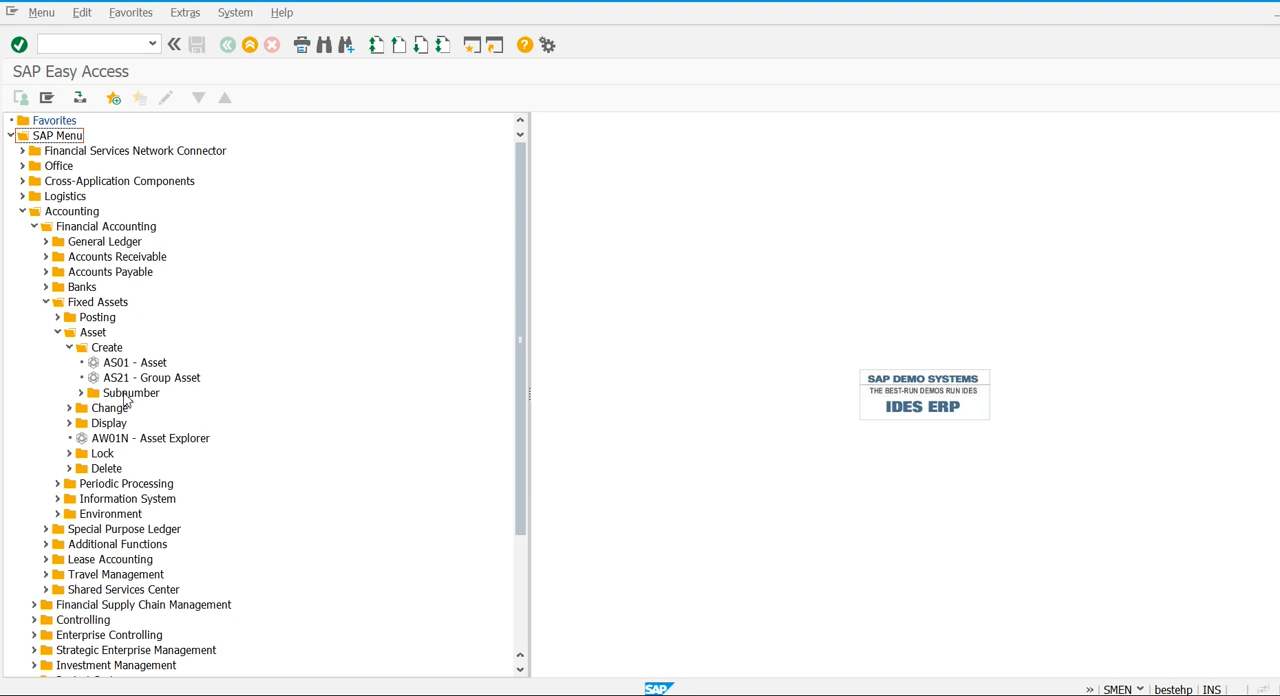 Menu Edit Favorites Extras System Help
SAP Easy Access
Favorites
SAP Menu
Financial Services Network Connector
Office
Cross-Application Components
Logistics
Accounting
Financial Accounting
General Ledger
Accounts Receivable
Accounts Payable
Banks
Fixed Assets
Posting
Asset
Create
AS01 - Asset
AS21 - Group Asset
Subnumber
Change
Display
AW01N - Asset Explorer
Lock
Delete
Periodic Processing
Information System
Environment
Special Purpose Ledger
Additional Functions
Lease Accounting
Travel Management
Shared Services Center
Financial Supply Chain Management
Controlling
Enterprise Controlling
Strategic Enterprise Management
Investment Management
SAP DEMO SYSTEMS
THE BEST-RUN DEMOS RUN IDES
IDES ERP
SAP
» SMEN bestehp INS